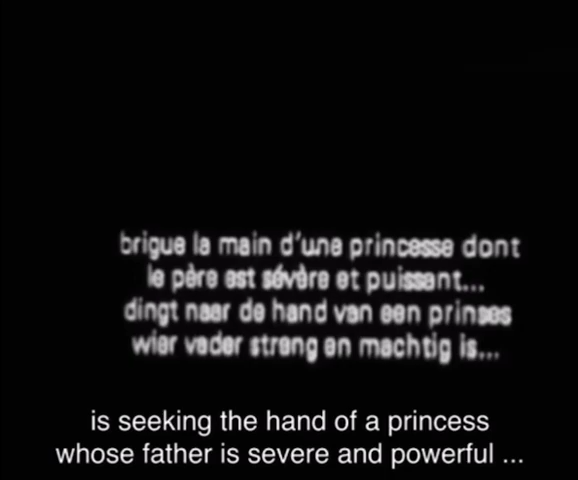 brigue la main d'une princesse dont
le père est sévère et puissant...
dingt naar de hand van een prinses
wier vader streng en machtig is...
is seeking the hand of a princess
whose father is severe and powerful ...